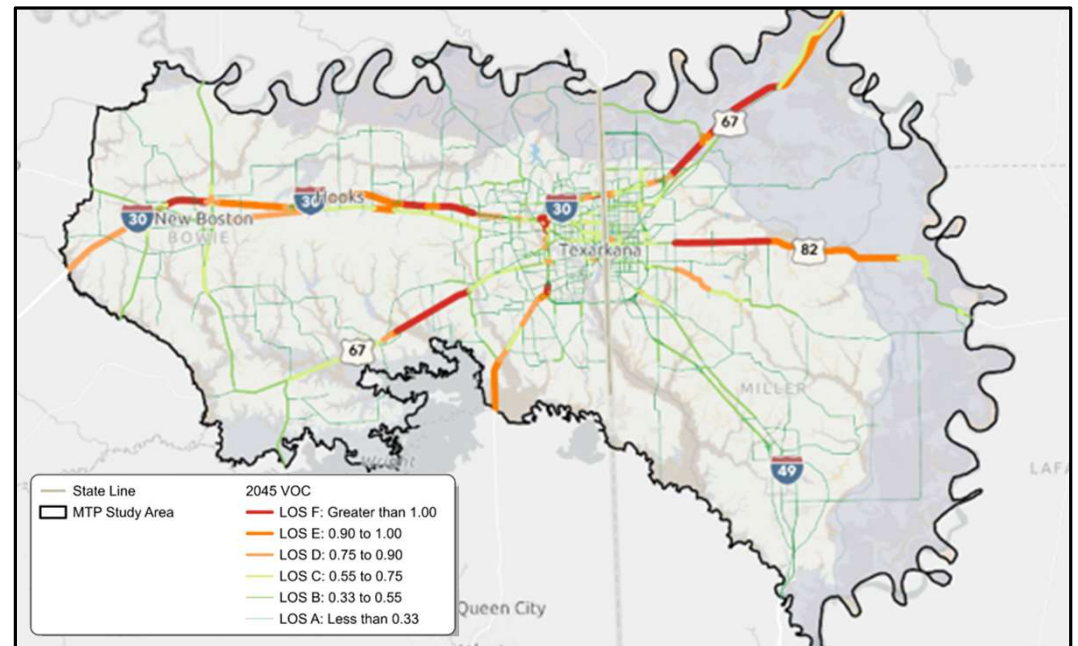 67
30
Hooks
30
30
New Boston
BOWIE
Texarkana
82
67
MILLER
49
LAFA
Wright
State Line
MTP Study Area
2045 VOC
LOS F: Greater than 1.00
LOS E: 0.90 to 1.00
LOS D: 0.75 to 0.90
LOS C: 0.55 to 0.75
LOS B: 0.33 to 0.55
LOS A: Less than 0.33
Queen City